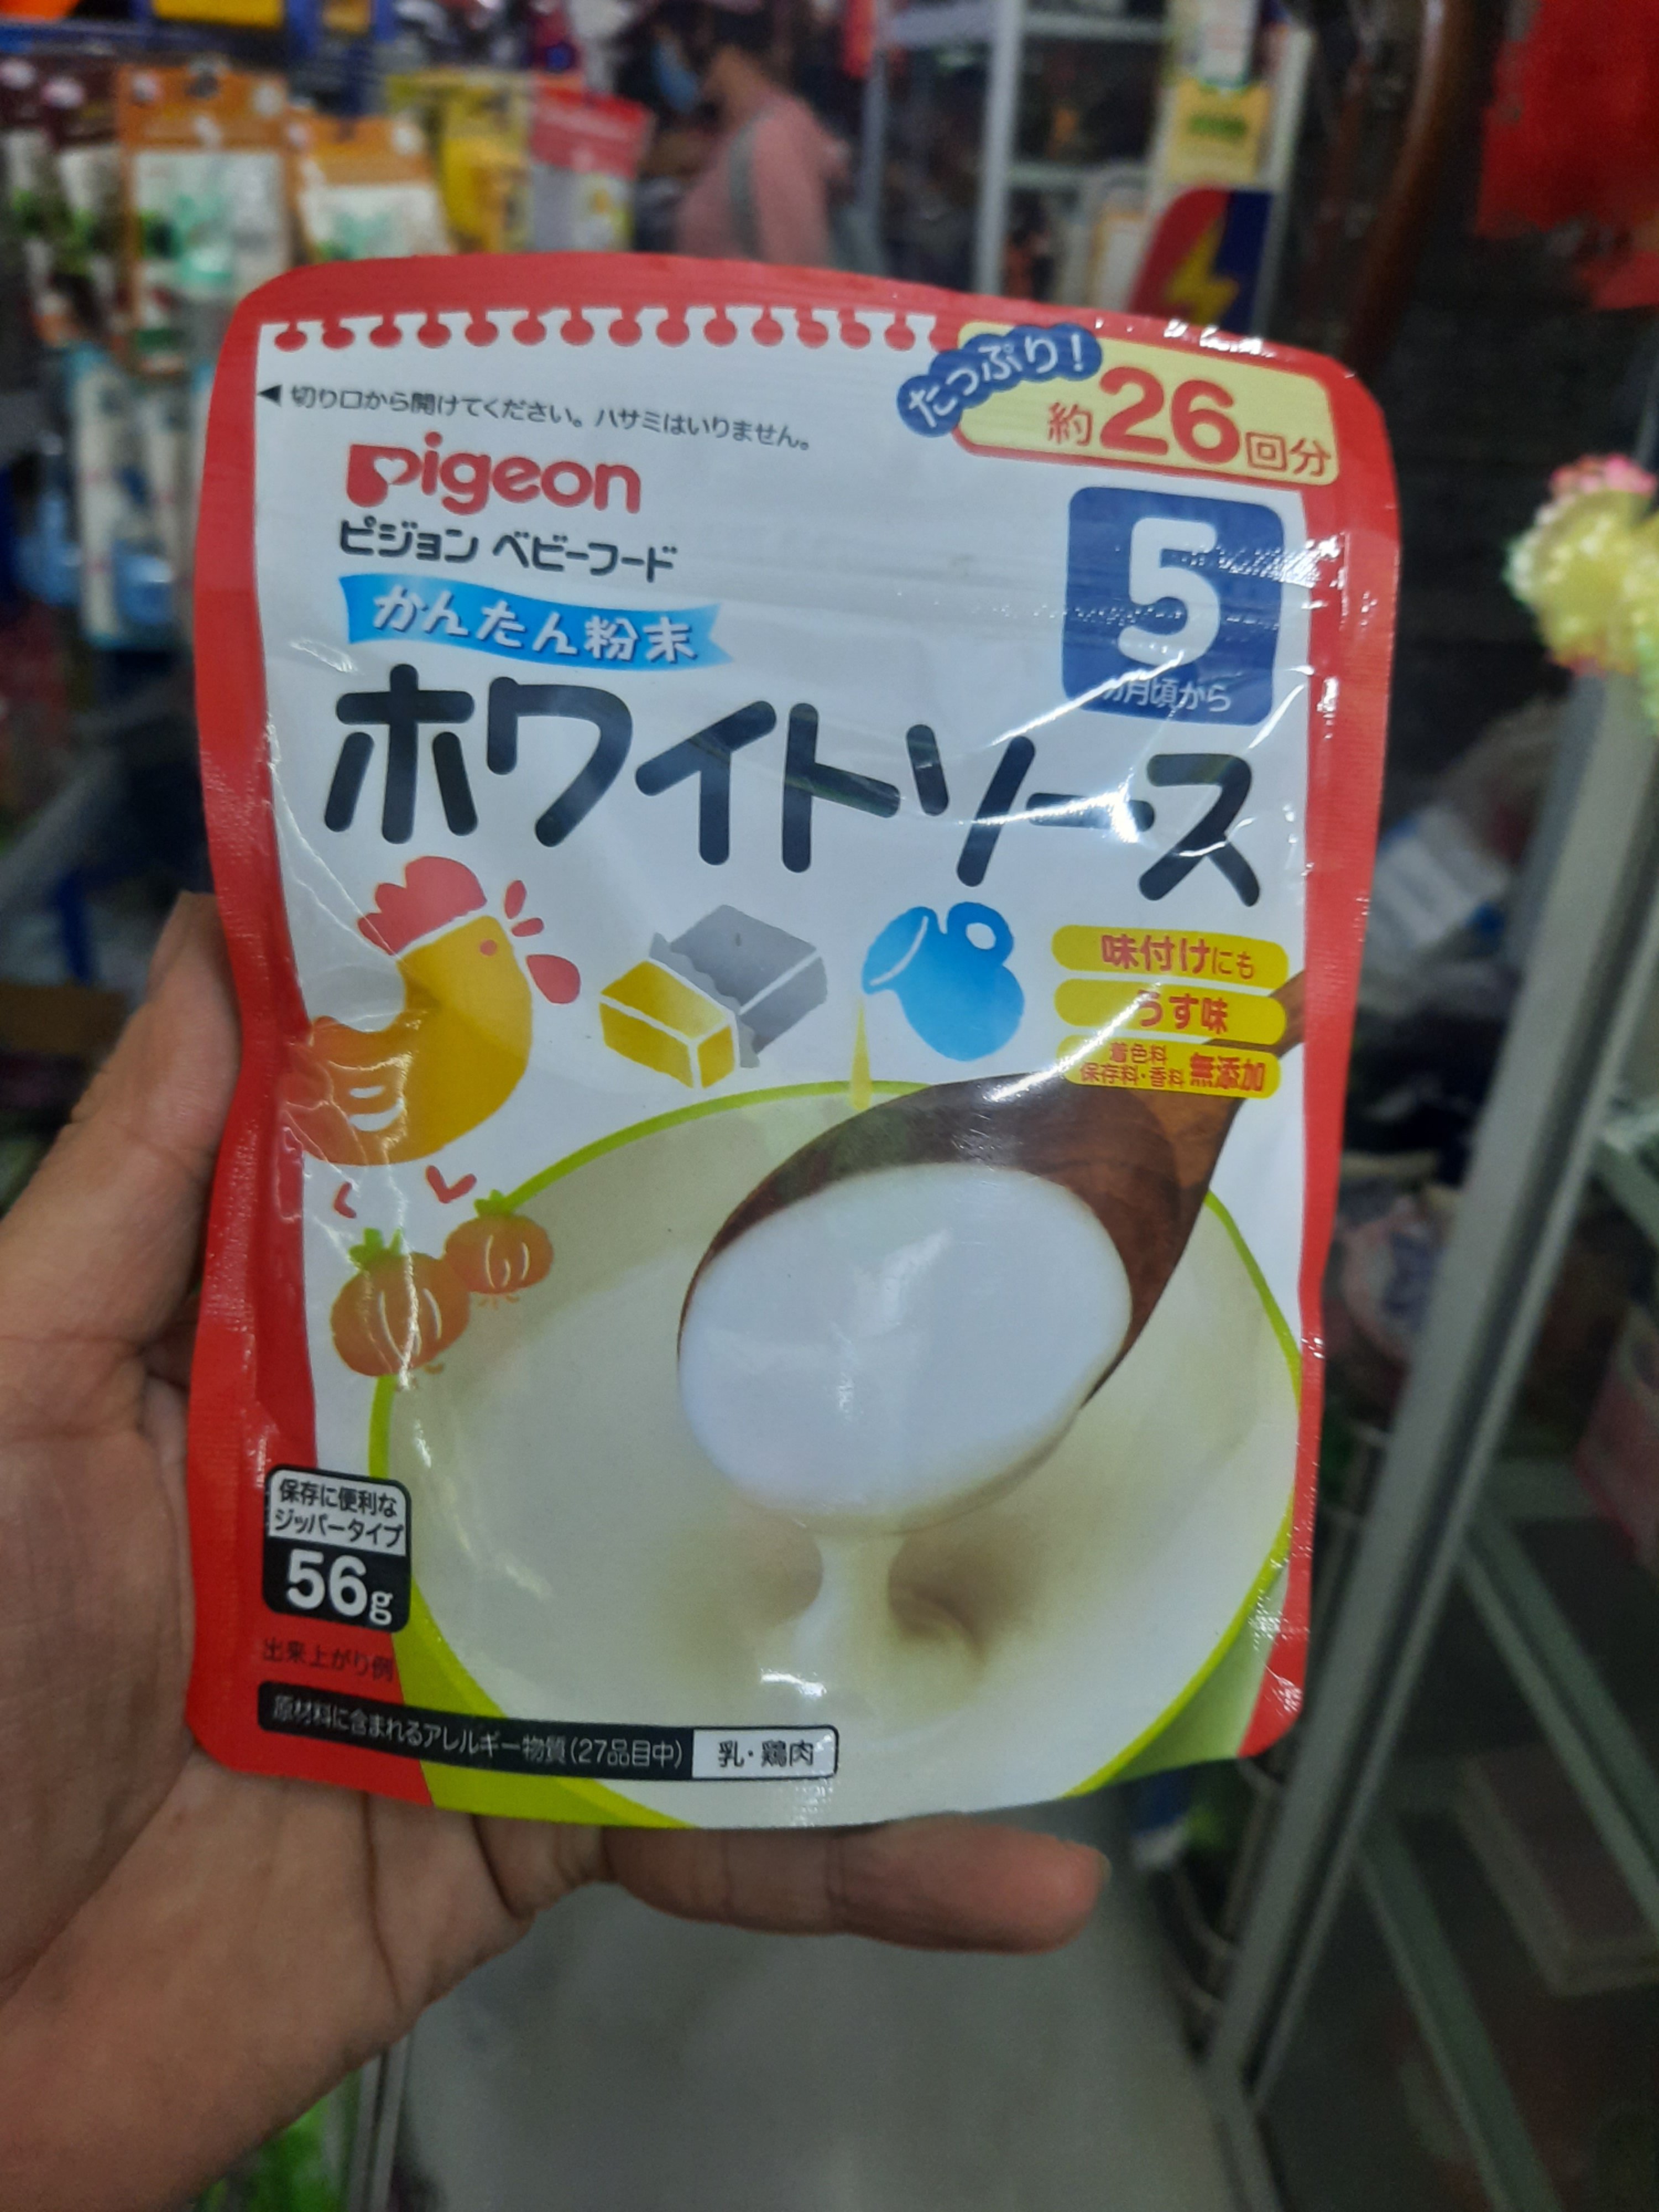 ◀切り口から開けてください。ハサミはいりません。
たっぷり!
約26回分
Pigeon
ピジョン ベビーフード
かんたん粉末
5
ヵ月頃から
ホワイトソース
味付けにも
うす味
着色料
保存料・香料 無添加
保存に便利な
ジッパータイプ
56g
出来上がり例
原材料に含まれるアレルギー物質(27品目中) 乳・鶏肉